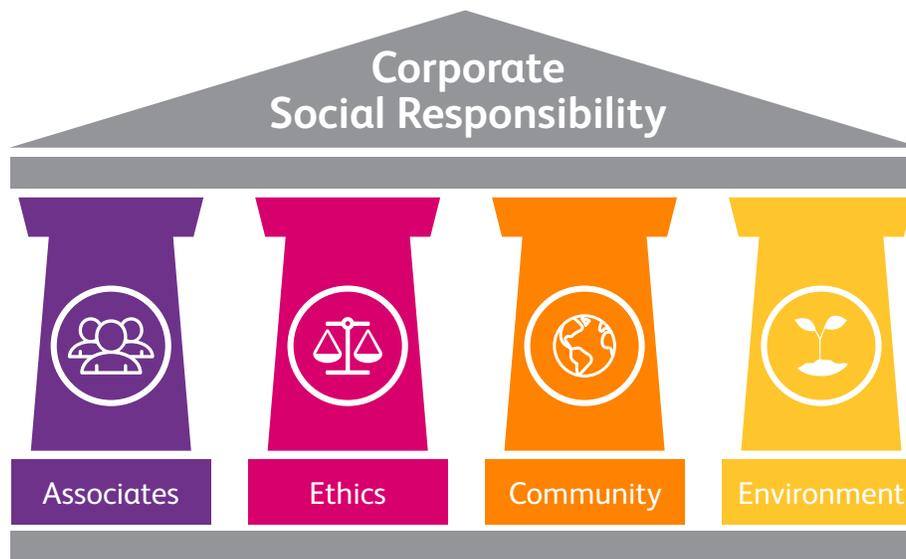 Corporate
Social Responsibility
Associates
Ethics
Community
Environment